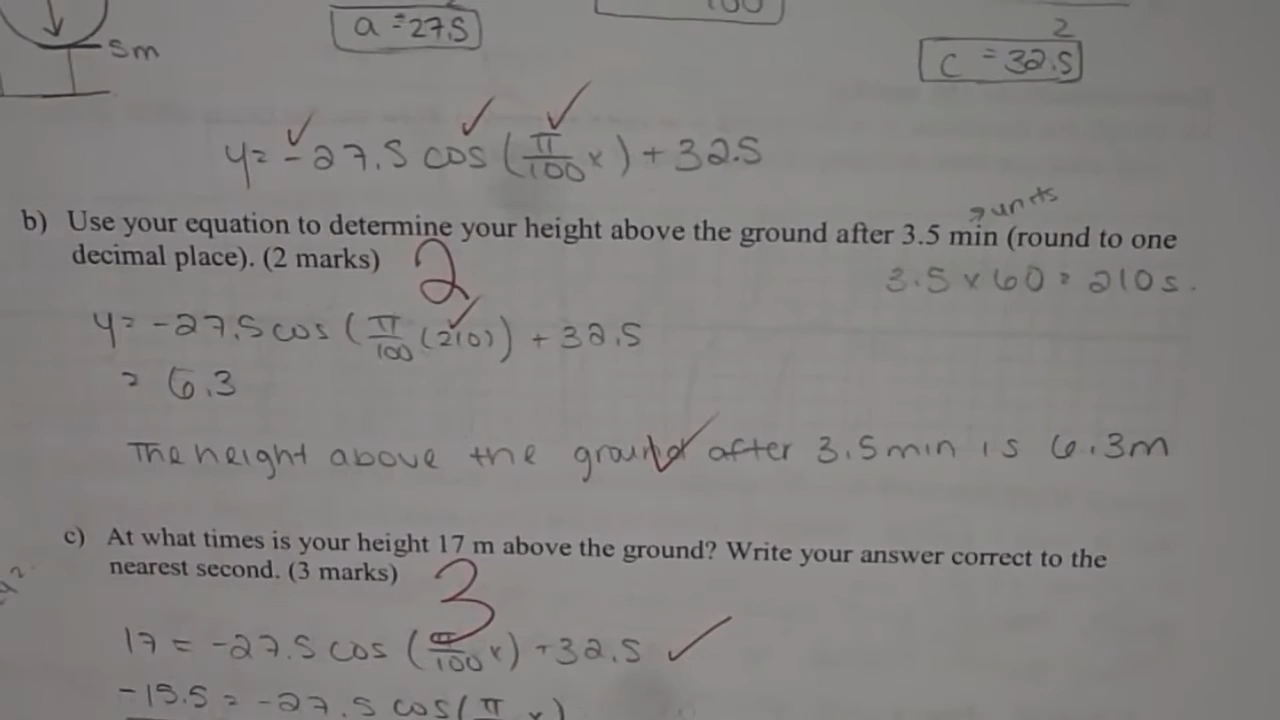 100
a = 27.5
2
5m
c = 32.5
y = -27.5 cos (π/100 x) + 32.5
→ units
b) Use your equation to determine your height above the ground after 3.5 min (round to one
decimal place). (2 marks) 2
3.5 x 60 = 210s.
y = -27.5 cos (π/100 (210)) + 32.5
= 6.3
The height above the ground after 3.5min is 6.3m
c) At what times is your height 17 m above the ground? Write your answer correct to the
nearest second. (3 marks) 3
17 = -27.5 cos (π/100 x) + 32.5
-15.5 = -27.5 cos(π x)